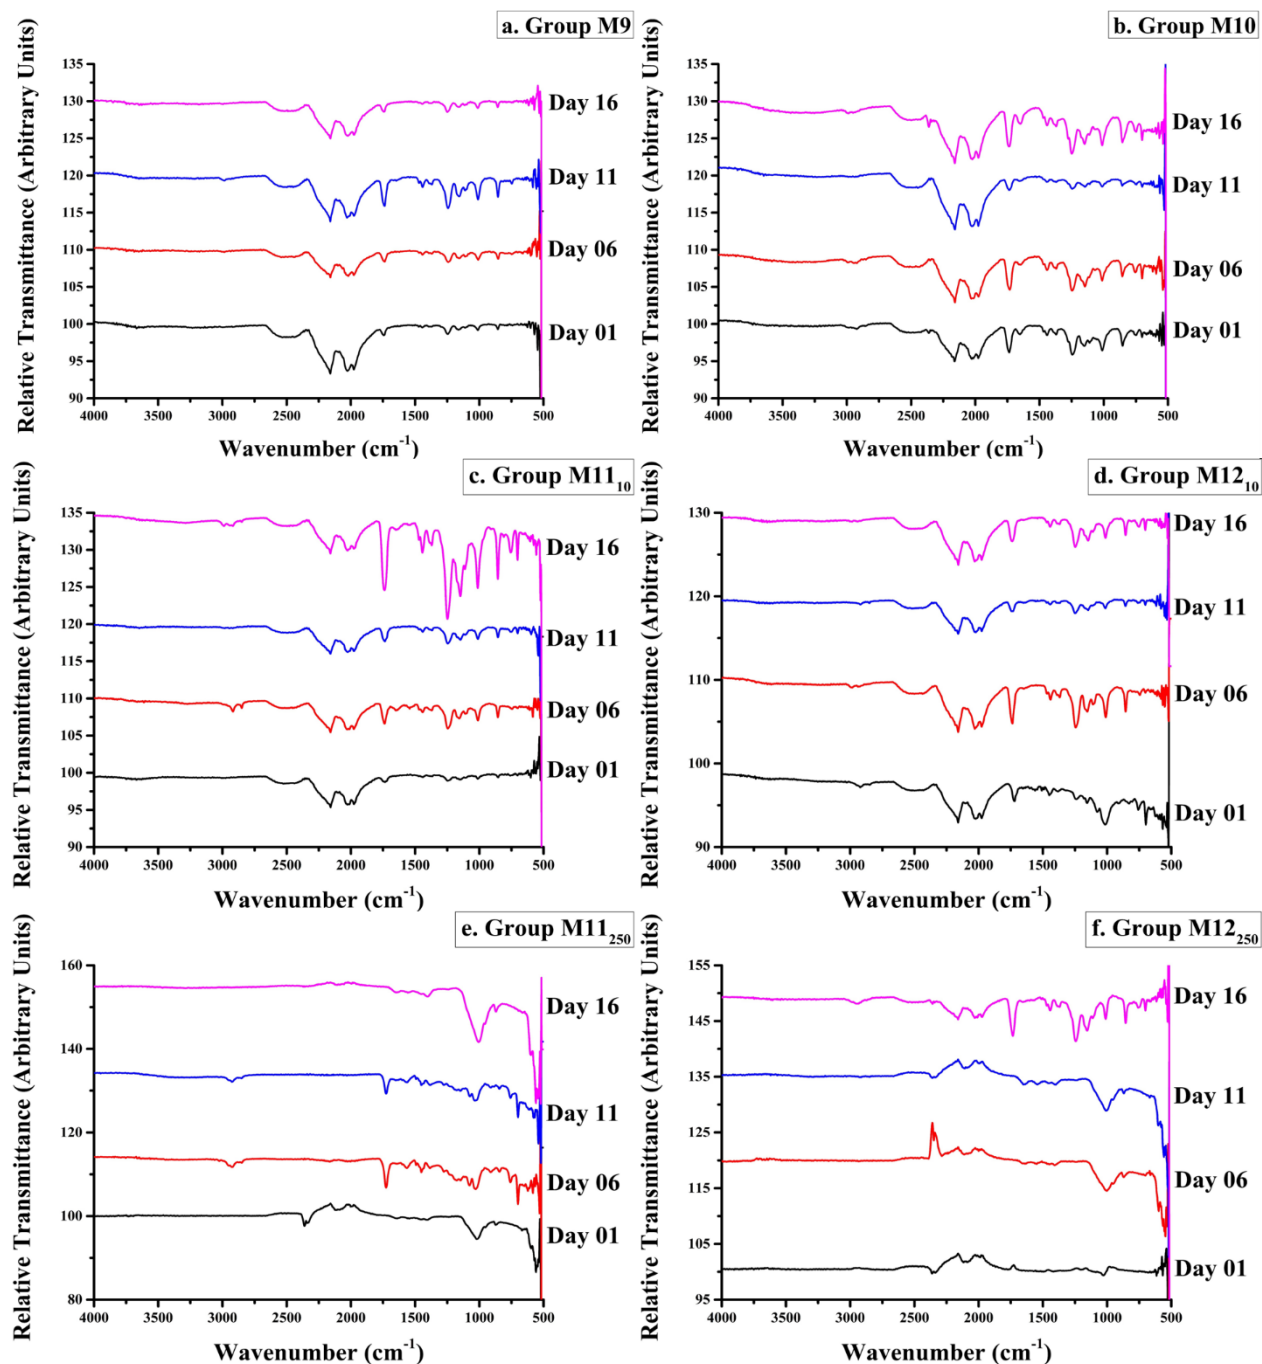 a. Group M9
Relative Transmittance (Arbitrary Units)
135
130
125
120
115
110
105
100
95
90
Day 16
Day 11
Day 06
Day 01
4000 3500 3000 2500 2000 1500 1000 500
Wavenumber (cm⁻¹)
b. Group M10
Relative Transmittance (Arbitrary Units)
135
130
125
120
115
110
105
100
95
90
Day 16
Day 11
Day 06
Day 01
4000 3500 3000 2500 2000 1500 1000 500
Wavenumber (cm⁻¹)
c. Group M11₁₀
Relative Transmittance (Arbitrary Units)
135
130
125
120
115
110
105
100
95
90
Day 16
Day 11
Day 06
Day 01
4000 3500 3000 2500 2000 1500 1000 500
Wavenumber (cm⁻¹)
d. Group M12₁₀
Relative Transmittance (Arbitrary Units)
130
120
110
100
90
Day 16
Day 11
Day 06
Day 01
4000 3500 3000 2500 2000 1500 1000 500
Wavenumber (cm⁻¹)
e. Group M11₂₅₀
Relative Transmittance (Arbitrary Units)
160
140
120
100
80
Day 16
Day 11
Day 06
Day 01
4000 3500 3000 2500 2000 1500 1000 500
Wavenumber (cm⁻¹)
f. Group M12₂₅₀
Relative Transmittance (Arbitrary Units)
155
145
135
125
115
105
95
Day 16
Day 11
Day 06
Day 01
4000 3500 3000 2500 2000 1500 1000 500
Wavenumber (cm⁻¹)